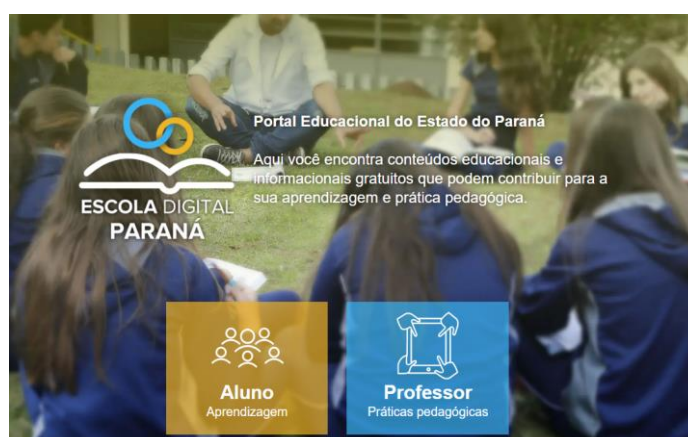 Portal Educacional do Estado do Paraná
Aqui você encontra conteúdos educacionais e
informacionais gratuitos que podem contribuir para a
sua aprendizagem e prática pedagógica.
ESCOLA DIGITAL
PARANÁ
Aluno
Aprendizagem
Professor
Práticas pedagógicas